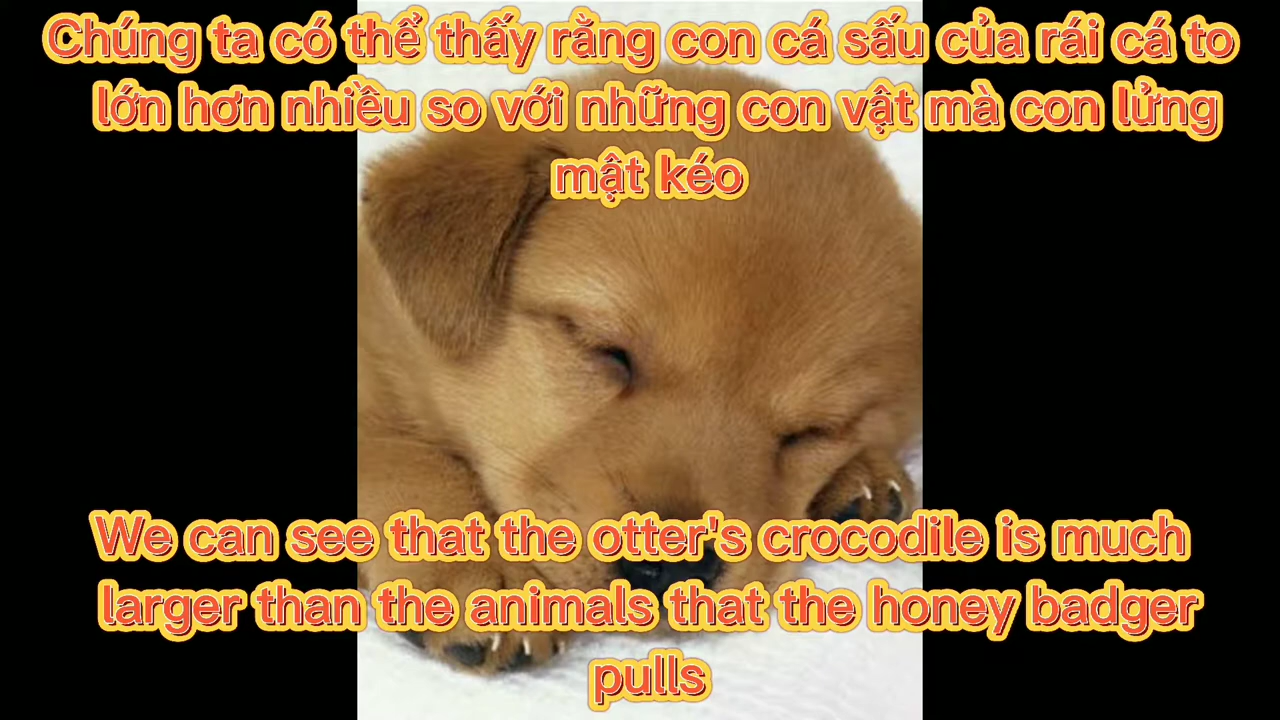 Chúng ta có thể thấy rằng con cá sấu của rái cá to
lớn hơn nhiều so với những con vật mà con lửng
mật kéo
We can see that the otter's crocodile is much
larger than the animals that the honey badger
pulls